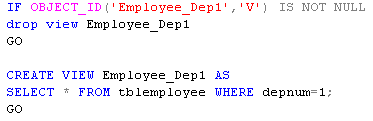 IF OBJECT_ID('Employee_Dep1','V') IS NOT NULL
drop view Employee_Dep1
GO
CREATE VIEW Employee_Dep1 AS
SELECT * FROM tblemployee WHERE depnum=1;
GO